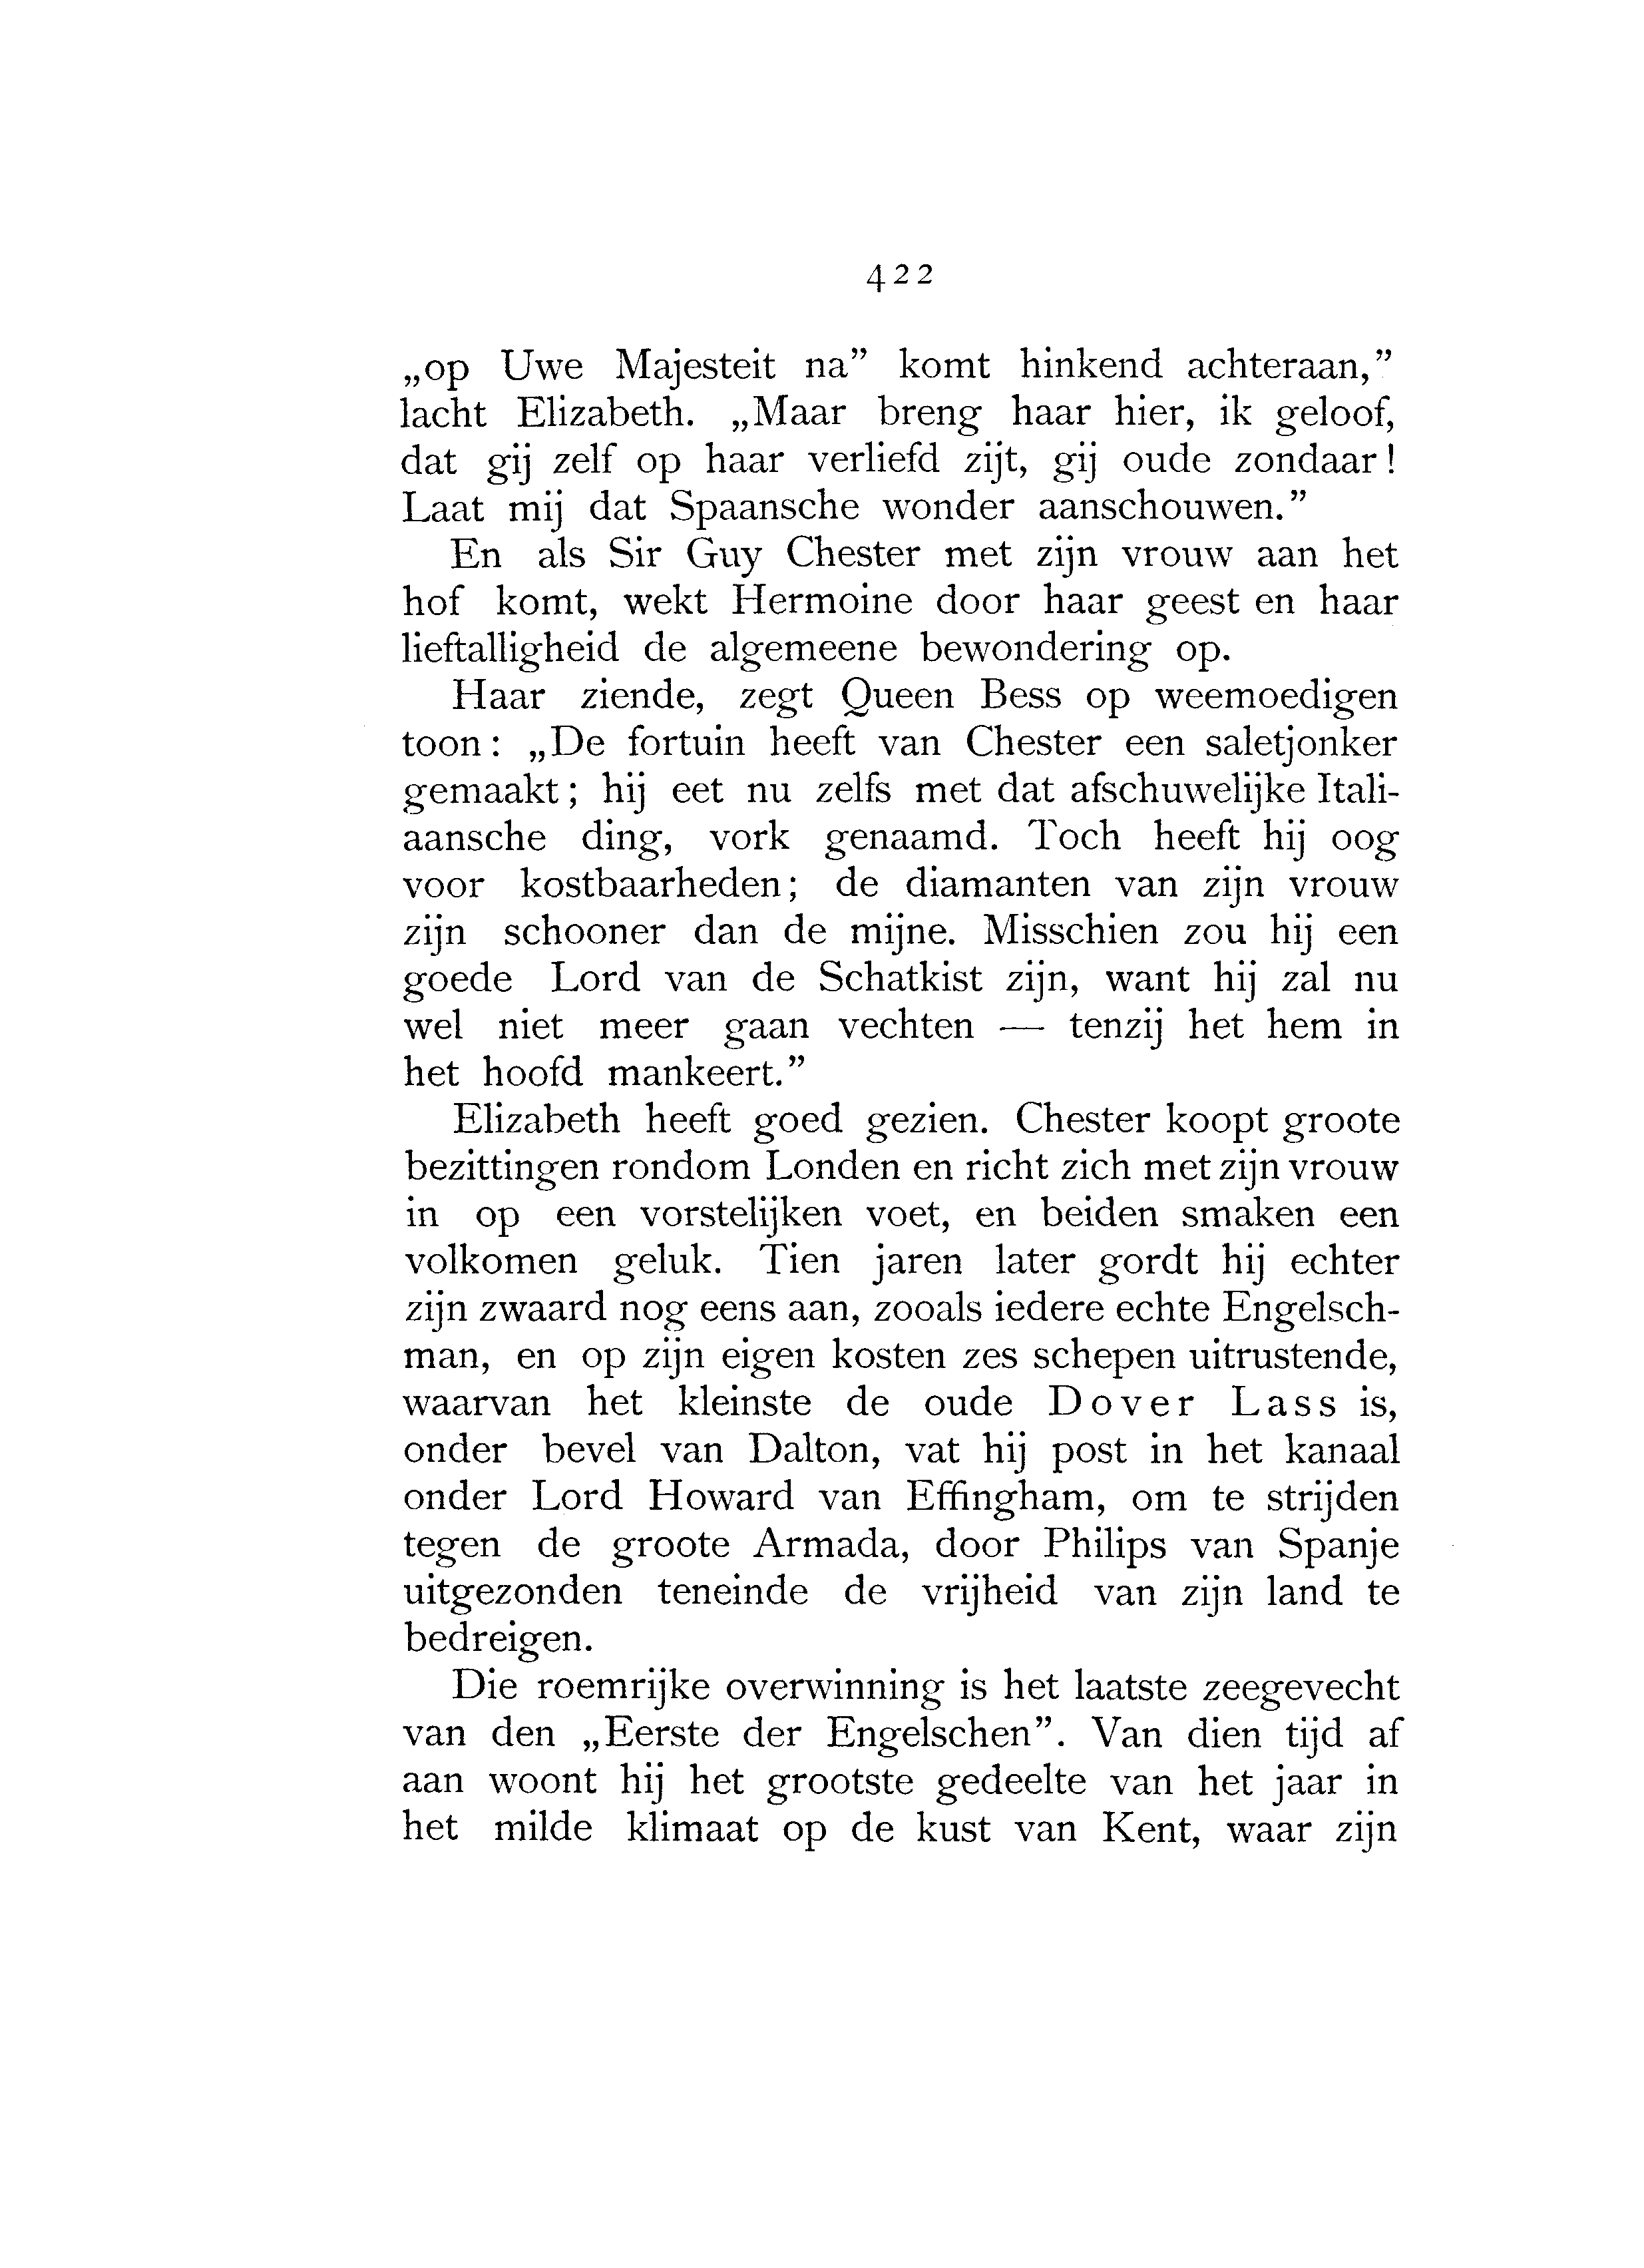 422
„op Uwe Majesteit na” komt hinkend achteraan,”
lacht Elizabeth. „Maar breng haar hier, ik geloof,
dat gij zelf op haar verliefd zijt, gij oude zondaar!
Laat mij dat Spaansche wonder aanschouwen.”
En als Sir Guy Chester met zijn vrouw aan het
hof komt, wekt Hermoine door haar geest en haar
lieftalligheid de algemeene bewondering op.
Haar ziende, zegt Queen Bess op weemoedigen
toon: „De fortuin heeft van Chester een saletjonker
gemaakt; hij eet nu zelfs met dat afschuwelijke Itali-
aansche ding, vork genaamd. Toch heeft hij oog
voor kostbaarheden; de diamanten van zijn vrouw
zijn schooner dan de mijne. Misschien zou hij een
goede Lord van de Schatkist zijn, want hij zal nu
wel niet meer gaan vechten — tenzij het hem in
het hoofd mankeert.”
Elizabeth heeft goed gezien. Chester koopt groote
bezittingen rondom Londen en richt zich met zijn vrouw
in op een vorstelijken voet, en beiden smaken een
volkomen geluk. Tien jaren later gordt hij echter
zijn zwaard nog eens aan, zooals iedere echte Engelsch-
man, en op zijn eigen kosten zes schepen uitrustende,
waarvan het kleinste de oude Dover Lass is,
onder bevel van Dalton, vat hij post in het kanaal
onder Lord Howard van Effingham, om te strijden
tegen de groote Armada, door Philips van Spanje
uitgezonden teneinde de vrijheid van zijn land te
bedreigen.
Die roemrijke overwinning is het laatste zeegevecht
van den „Eerste der Engelschen”. Van dien tijd af
aan woont hij het grootste gedeelte van het jaar in
het milde klimaat op de kust van Kent, waar zijn